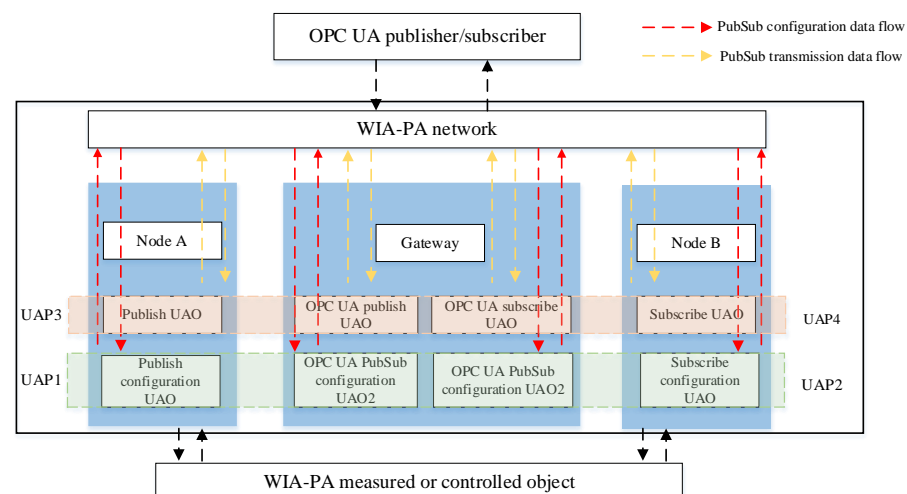 OPC UA publisher/subscriber
PubSub configuration data flow
PubSub transmission data flow
WIA-PA network
Node A
Gateway
Node B
UAP3
Publish UAO
OPC UA publish
UAO
OPC UA subscribe
UAO
Subscribe UAO
UAP4
UAP1
Publish
configuration
UAO
OPC UA PubSub
configuration
UAO2
OPC UA PubSub
configuration UAO2
Subscribe
configuration
UAO
UAP2
WIA-PA measured or controlled object